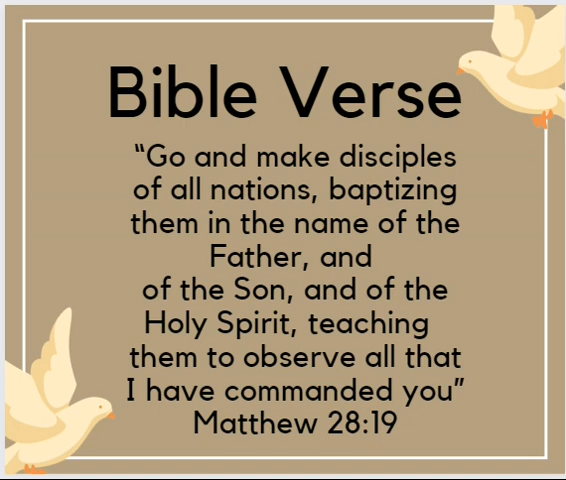 Bible Verse
“Go and make disciples
of all nations, baptizing
them in the name of the
Father, and
of the Son, and of the
Holy Spirit, teaching
them to observe all that
I have commanded you”
Matthew 28:19